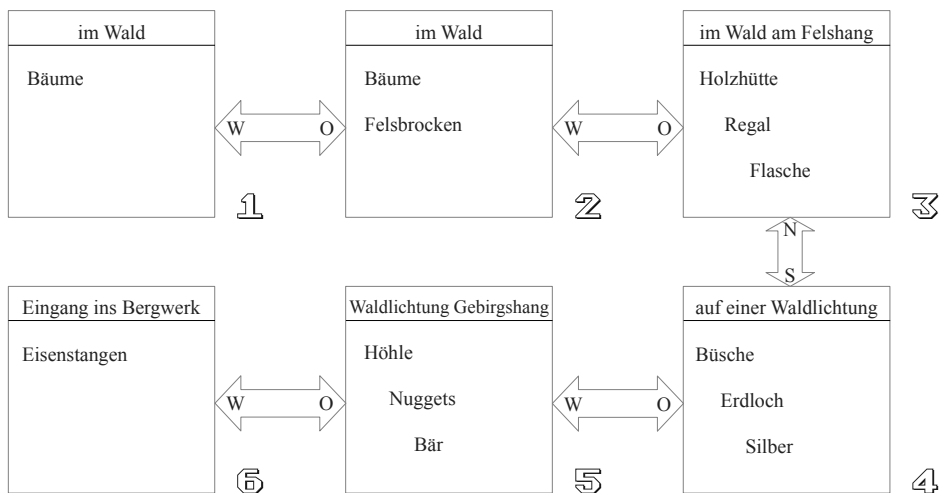 im Wald
Bäume
W O
1
im Wald
Bäume
Felsbrocken
W O
2
im Wald am Felshang
Holzhütte
Regal
Flasche
3
N
S
Eingang ins Bergwerk
Eisenstangen
W O
6
Waldlichtung Gebirgshang
Höhle
Nuggets
Bär
W O
5
auf einer Waldlichtung
Büsche
Erdloch
Silber
4